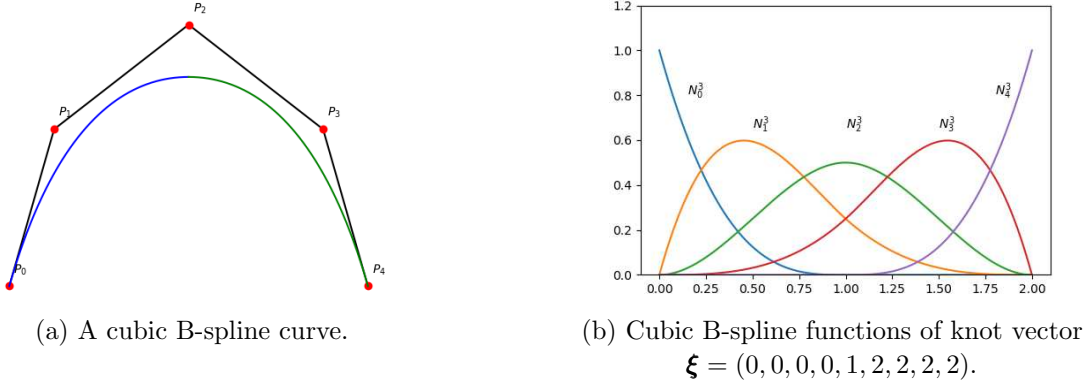 P₂
P₁
P₃
P₀
P₄
(a) A cubic B-spline curve.
1.2
1.0
0.8
0.6
0.4
0.2
0.0
N₀³
N₁³
N₂³
N₃³
N₄³
0.00 0.25 0.50 0.75 1.00 1.25 1.50 1.75 2.00
(b) Cubic B-spline functions of knot vector
ξ = (0, 0, 0, 0, 1, 2, 2, 2, 2).